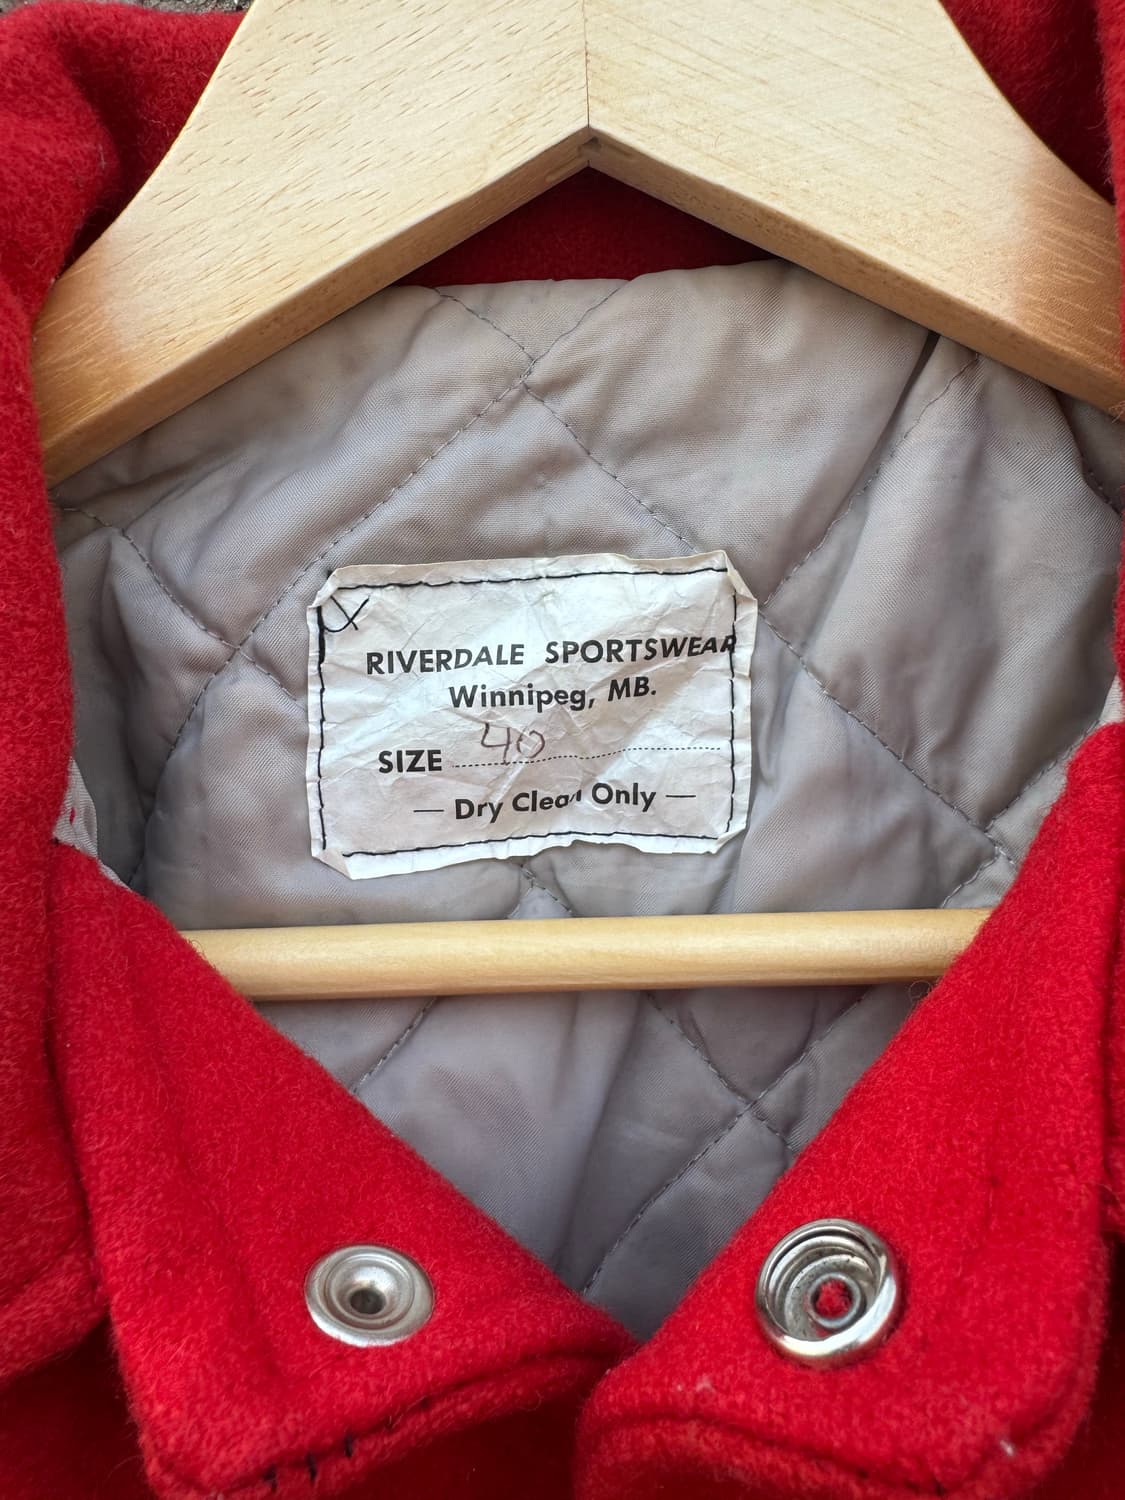 RIVERDALE SPORTSWEAR
Winnipeg, MB.
SIZE 40
— Dry Clean Only —